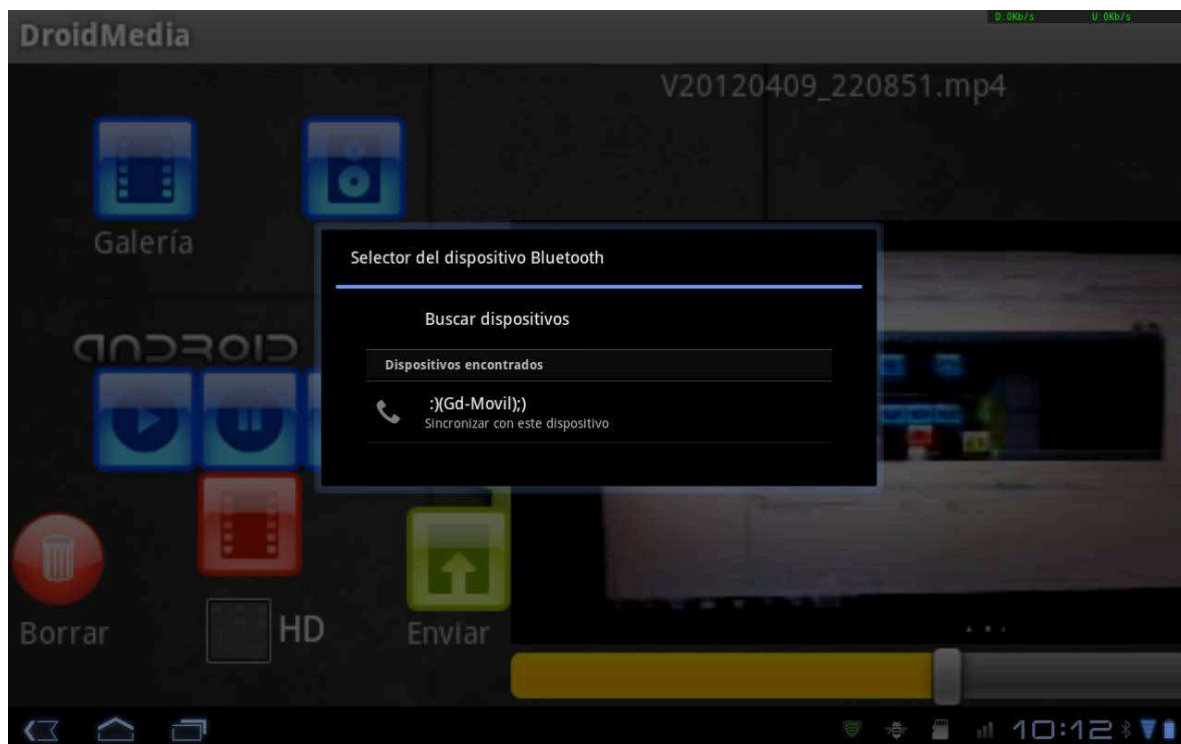 D:0Kb/s U:0Kb/s
DroidMedia
V20120409_220851.mp4
Galería
Selector del dispositivo Bluetooth
Buscar dispositivos
Dispositivos encontrados
:)(Gd-Movil);)
Sincronizar con este dispositivo
ANDROID
Borrar
HD
Enviar
10:12